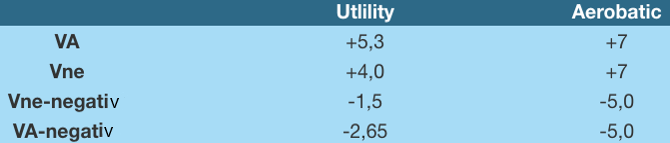 Utlility Aerobatic
VA +5,3 +7
Vne +4,0 +7
Vne-negativ -1,5 -5,0
VA-negativ -2,65 -5,0